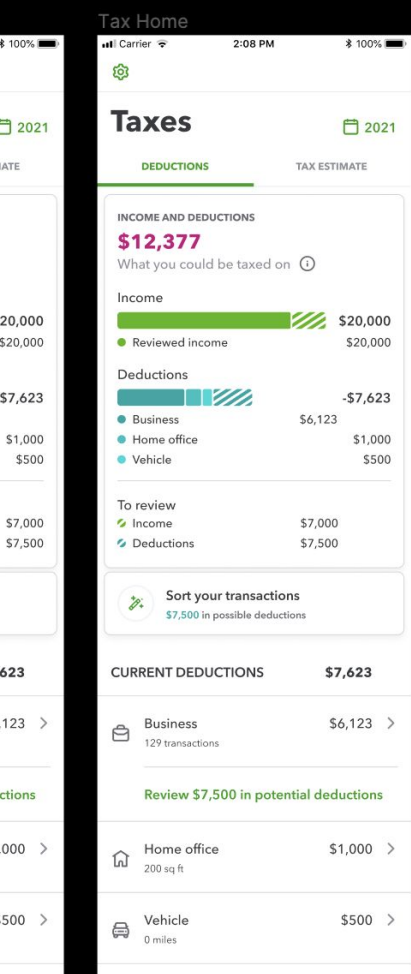 Tax Home
100%
2021
ATE
20,000
$20,000
$7,623
$1,000
$500
$7,000
$7,500
623
,123
ctions
,000
$500
Carrier 2:08 PM 100%
Taxes 2021
DEDUCTIONS TAX ESTIMATE
INCOME AND DEDUCTIONS
$12,377
What you could be taxed on
Income
$20,000
Reviewed income $20,000
Deductions
-$7,623
Business $6,123
Home office $1,000
Vehicle $500
To review
Income $7,000
Deductions $7,500
Sort your transactions
$7,500 in possible deductions
CURRENT DEDUCTIONS $7,623
Business $6,123
129 transactions
Review $7,500 in potential deductions
Home office $1,000
200 sq ft
Vehicle $500
0 miles